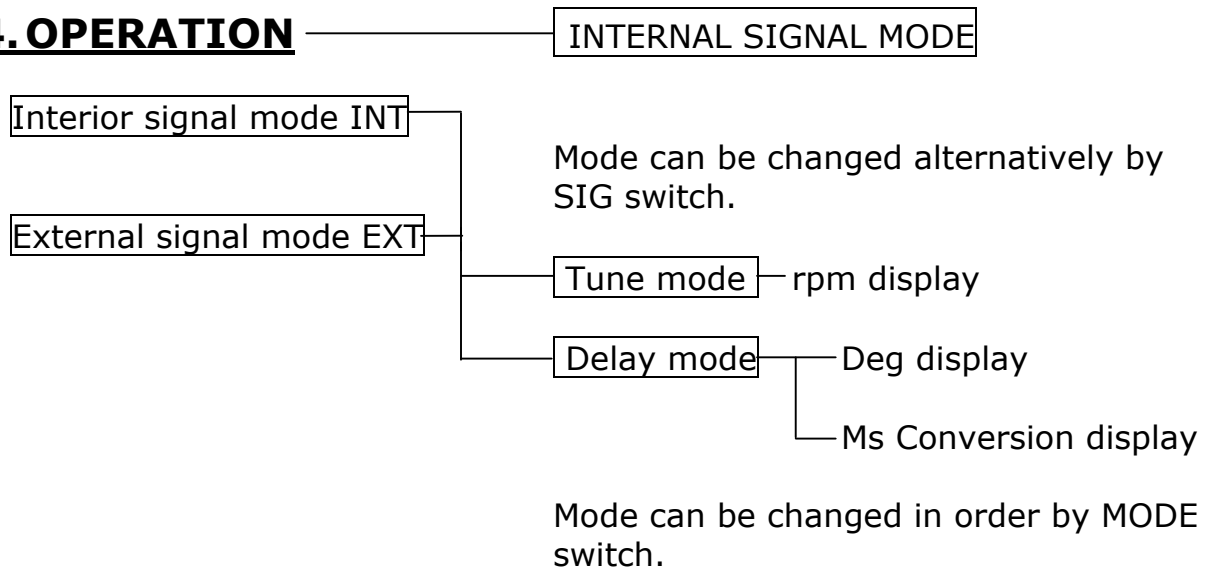 4. OPERATION
INTERNAL SIGNAL MODE
Interior signal mode INT
Mode can be changed alternatively by
SIG switch.
External signal mode EXT
Tune mode
rpm display
Delay mode
Deg display
Ms Conversion display
Mode can be changed in order by MODE
switch.